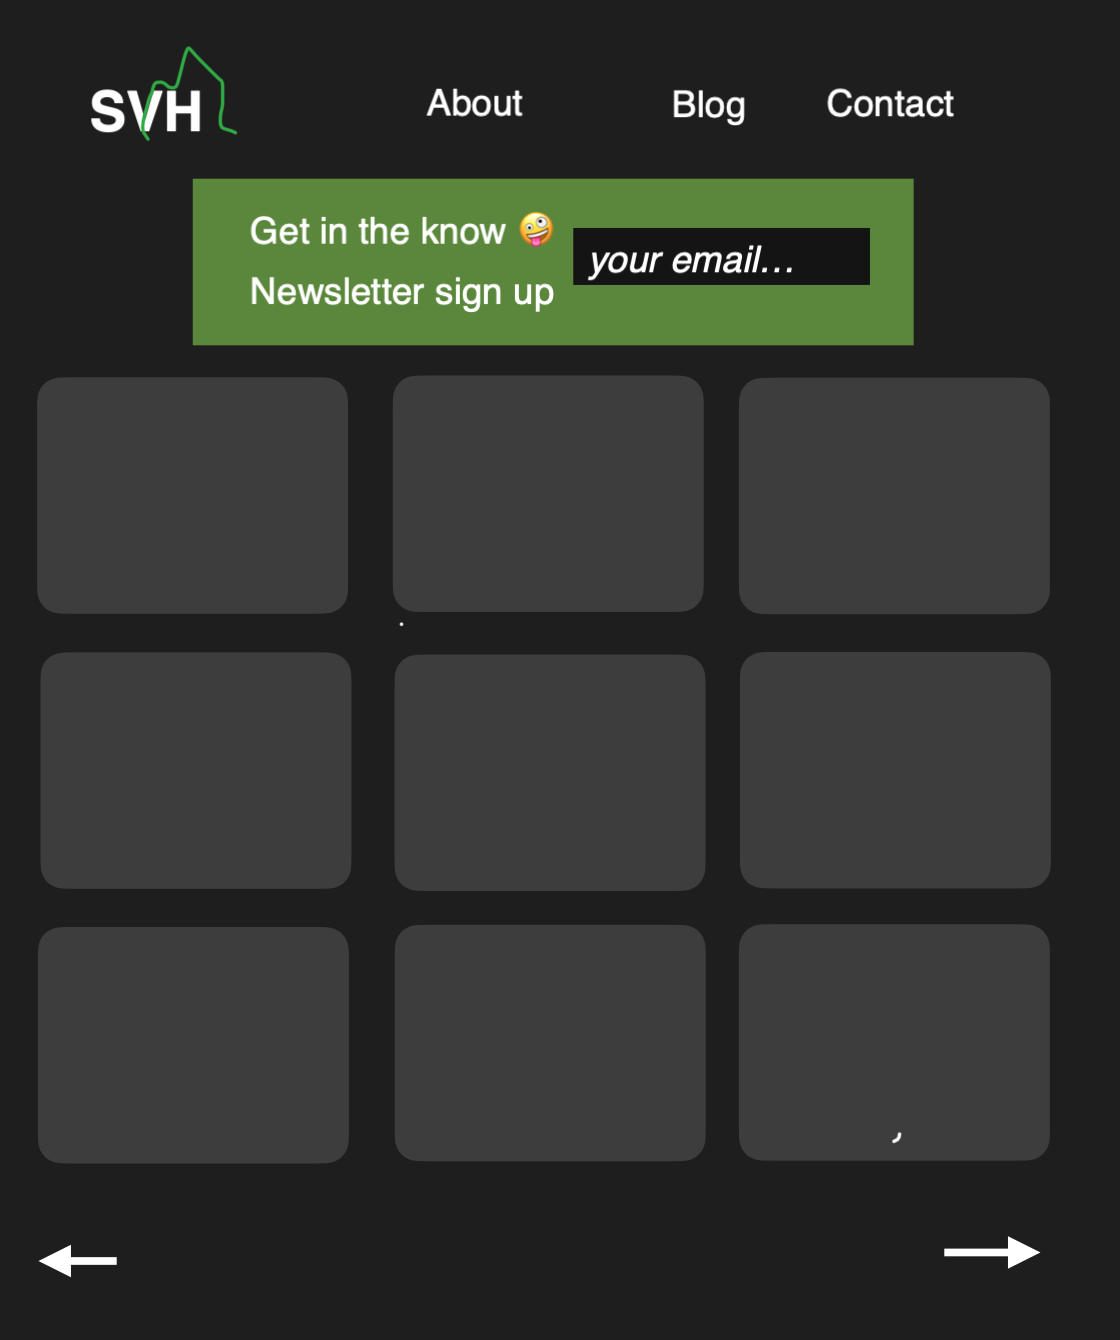 SVH
About
Blog
Contact
Get in the know 🤪
Newsletter sign up
your email...